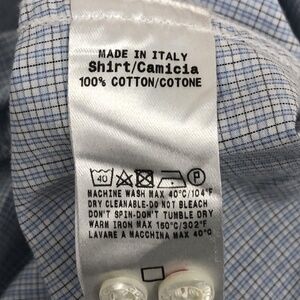 MADE IN ITALY
Shirt/Camicia
100% COTTON/COTONE
40
P
MACHINE WASH MAX 40°C/104°F
DRY CLEANABLE-DO NOT BLEACH
DON'T SPIN-DON'T TUMBLE DRY
WARM IRON MAX 150°C/302°F
LAVARE A MACCHINA MAX 40°C